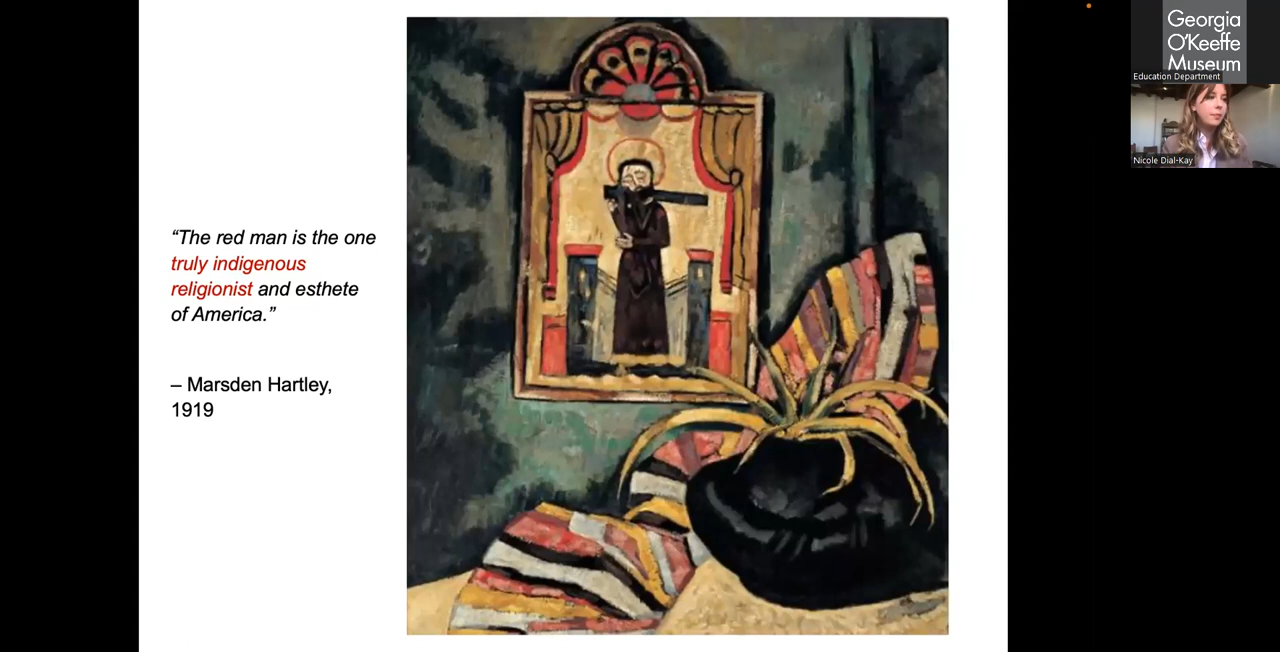 “The red man is the one
truly indigenous
religionist and esthete
of America.”
– Marsden Hartley,
1919
Georgia
O’Keeffe
Museum
Education Department
Nicole Dial-Kay